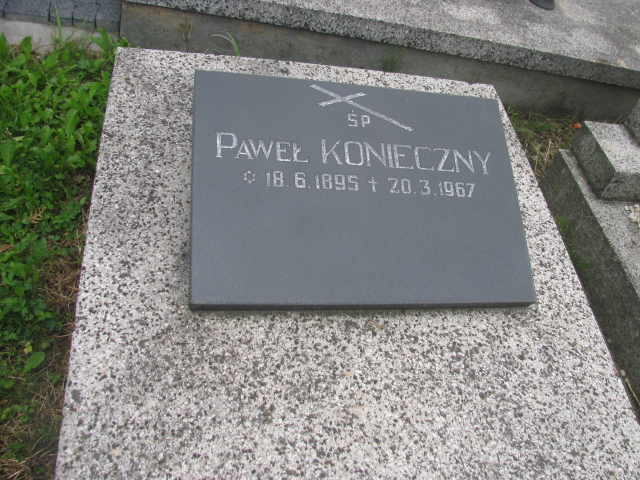 ŚP
PAWEŁ KONIECZNY
✡ 18.6.1895 ✝ 20.3.1967